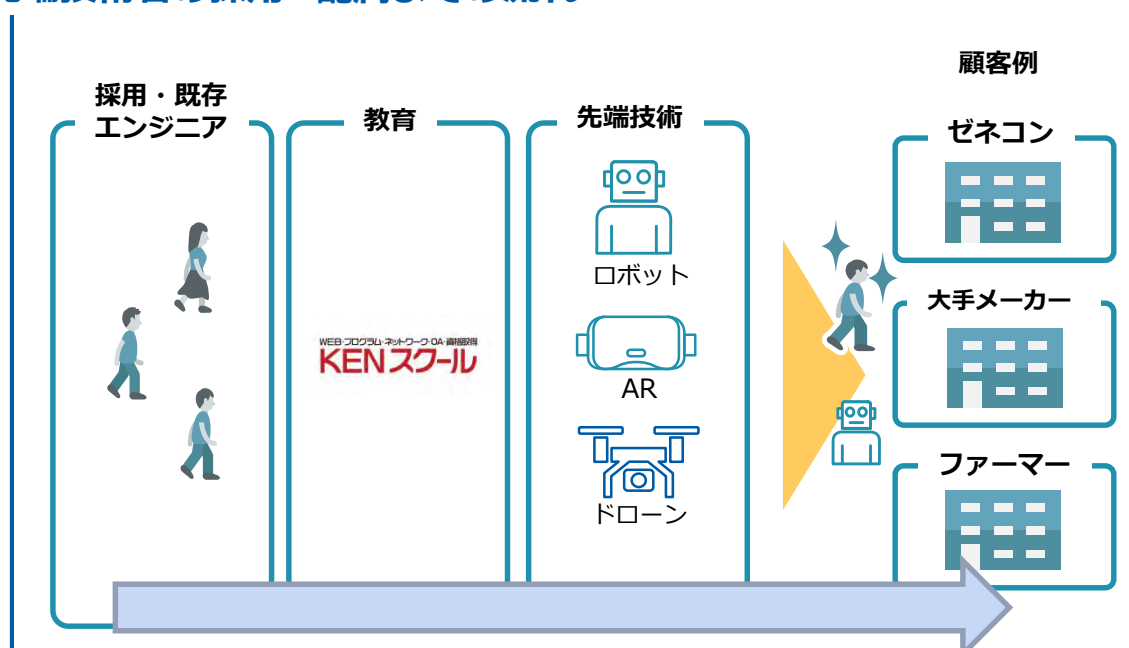 採用・既存
エンジニア
教育
WEB・プログラム・ネットワーク・OA・資格取得
KENスクール
先端技術
ロボット
AR
ドローン
顧客例
ゼネコン
大手メーカー
ファーマー